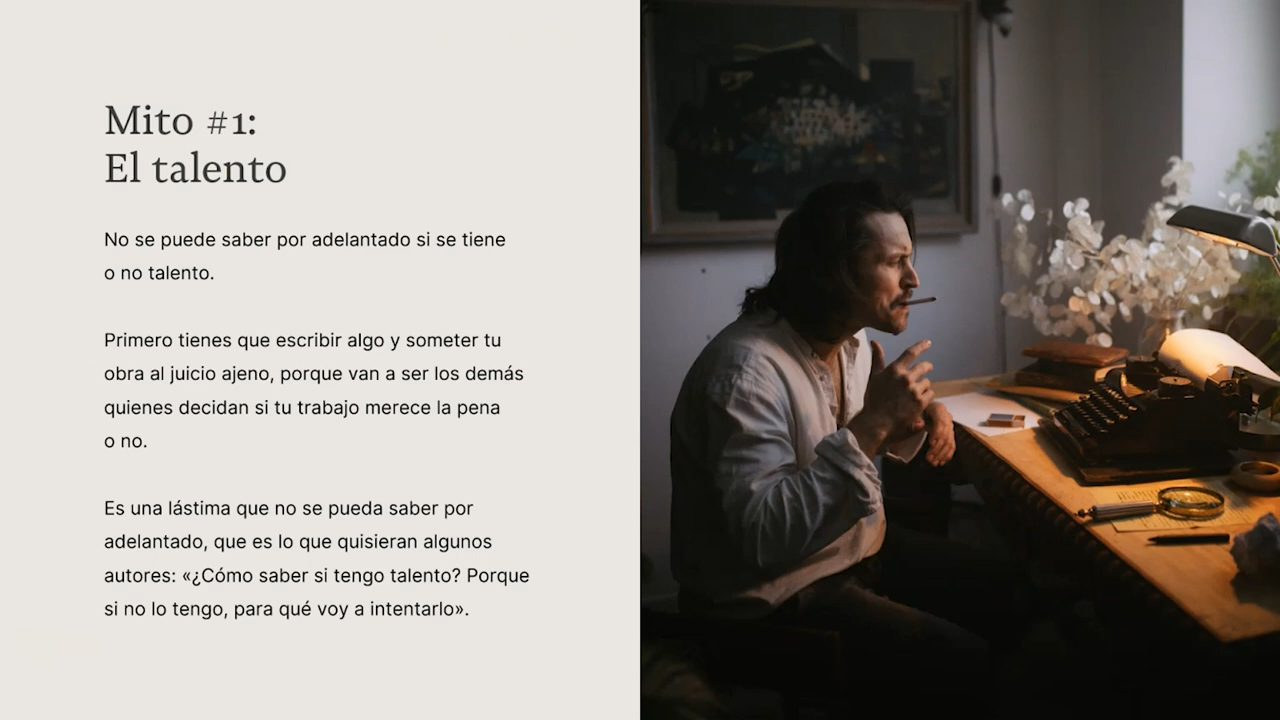 Mito #1:
El talento
No se puede saber por adelantado si se tiene
o no talento.
Primero tienes que escribir algo y someter tu
obra al juicio ajeno, porque van a ser los demás
quienes decidan si tu trabajo merece la pena
o no.
Es una lástima que no se pueda saber por
adelantado, que es lo que quisieran algunos
autores: «¿Cómo saber si tengo talento? Porque
si no lo tengo, para qué voy a intentarlo».